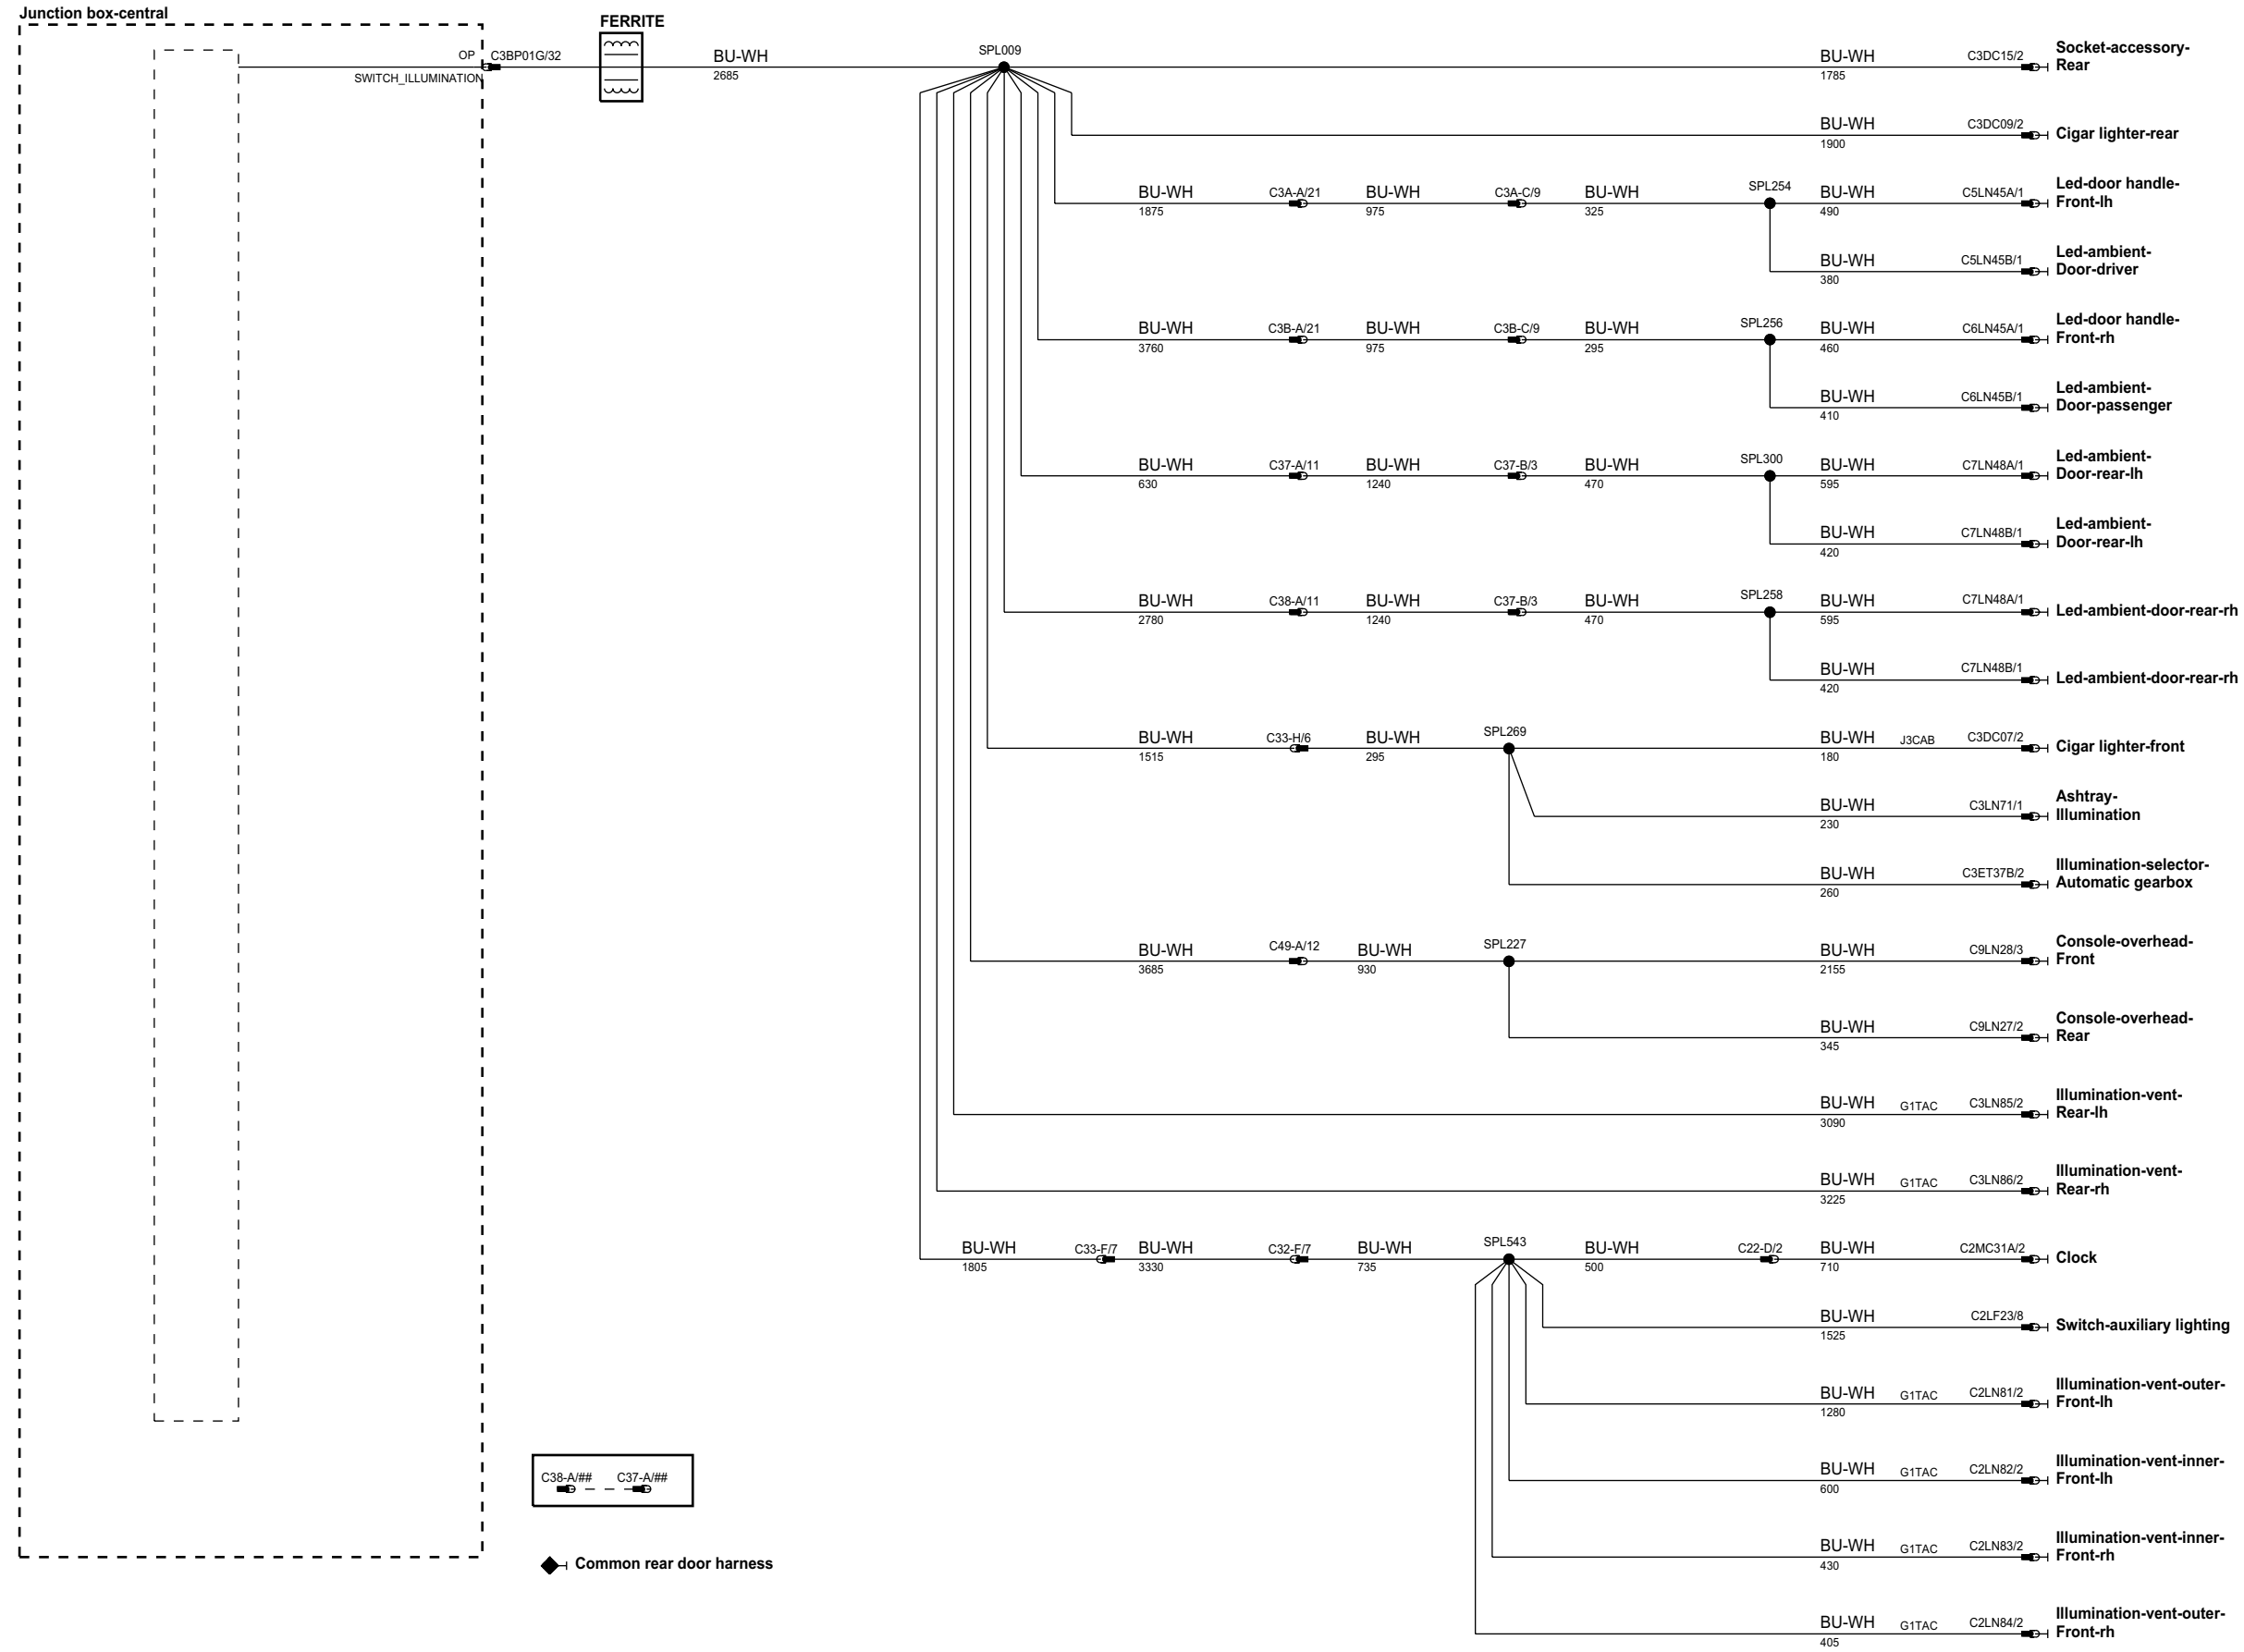 Junction box-central
FERRITE
OP C3BP01G/32
SWITCH_ILLUMINATION
BU-WH
2685
SPL009
BU-WH C3DC15/2
1785
Socket-accessory-
Rear
BU-WH C3DC09/2
1900
Cigar lighter-rear
BU-WH C3A-A/21 BU-WH C3A-C/9 BU-WH SPL254 BU-WH C5LN45A/1
1875 975 325 490
Led-door handle-
Front-lh
BU-WH C5LN45B/1
380
Led-ambient-
Door-driver
BU-WH C3B-A/21 BU-WH C3B-C/9 BU-WH SPL256 BU-WH C6LN45A/1
3760 975 295 460
Led-door handle-
Front-rh
BU-WH C6LN45B/1
410
Led-ambient-
Door-passenger
BU-WH C37-A/11 BU-WH C37-B/3 BU-WH SPL300 BU-WH C7LN48A/1
630 1240 470 595
Led-ambient-
Door-rear-lh
BU-WH C7LN48B/1
420
Led-ambient-
Door-rear-lh
BU-WH C38-A/11 BU-WH C37-B/3 BU-WH SPL258 BU-WH C7LN48A/1
2780 1240 470 595
Led-ambient-door-rear-rh
BU-WH C7LN48B/1
420
Led-ambient-door-rear-rh
BU-WH C33-H/6 BU-WH SPL269 BU-WH J3CAB C3DC07/2
1515 295 180
Cigar lighter-front
BU-WH C3LN71/1
230
Ashtray-
Illumination
BU-WH C3ET37B/2
260
Illumination-selector-
Automatic gearbox
BU-WH C49-A/12 BU-WH SPL227 BU-WH C9LN28/3
3685 930 2155
Console-overhead-
Front
BU-WH C9LN27/2
345
Console-overhead-
Rear
BU-WH G1TAC C3LN85/2
3090
Illumination-vent-
Rear-lh
BU-WH G1TAC C3LN86/2
3225
Illumination-vent-
Rear-rh
BU-WH C33-F/7 BU-WH C32-F/7 BU-WH SPL543 BU-WH C22-D/2 BU-WH C2MC31A/2
1805 3330 735 500 710
Clock
BU-WH C2LF23/8
1525
Switch-auxiliary lighting
BU-WH G1TAC C2LN81/2
1280
Illumination-vent-outer-
Front-lh
BU-WH G1TAC C2LN82/2
600
Illumination-vent-inner-
Front-lh
BU-WH G1TAC C2LN83/2
430
Illumination-vent-inner-
Front-rh
BU-WH G1TAC C2LN84/2
405
Illumination-vent-outer-
Front-rh
C38-A/## C37-A/##
Common rear door harness